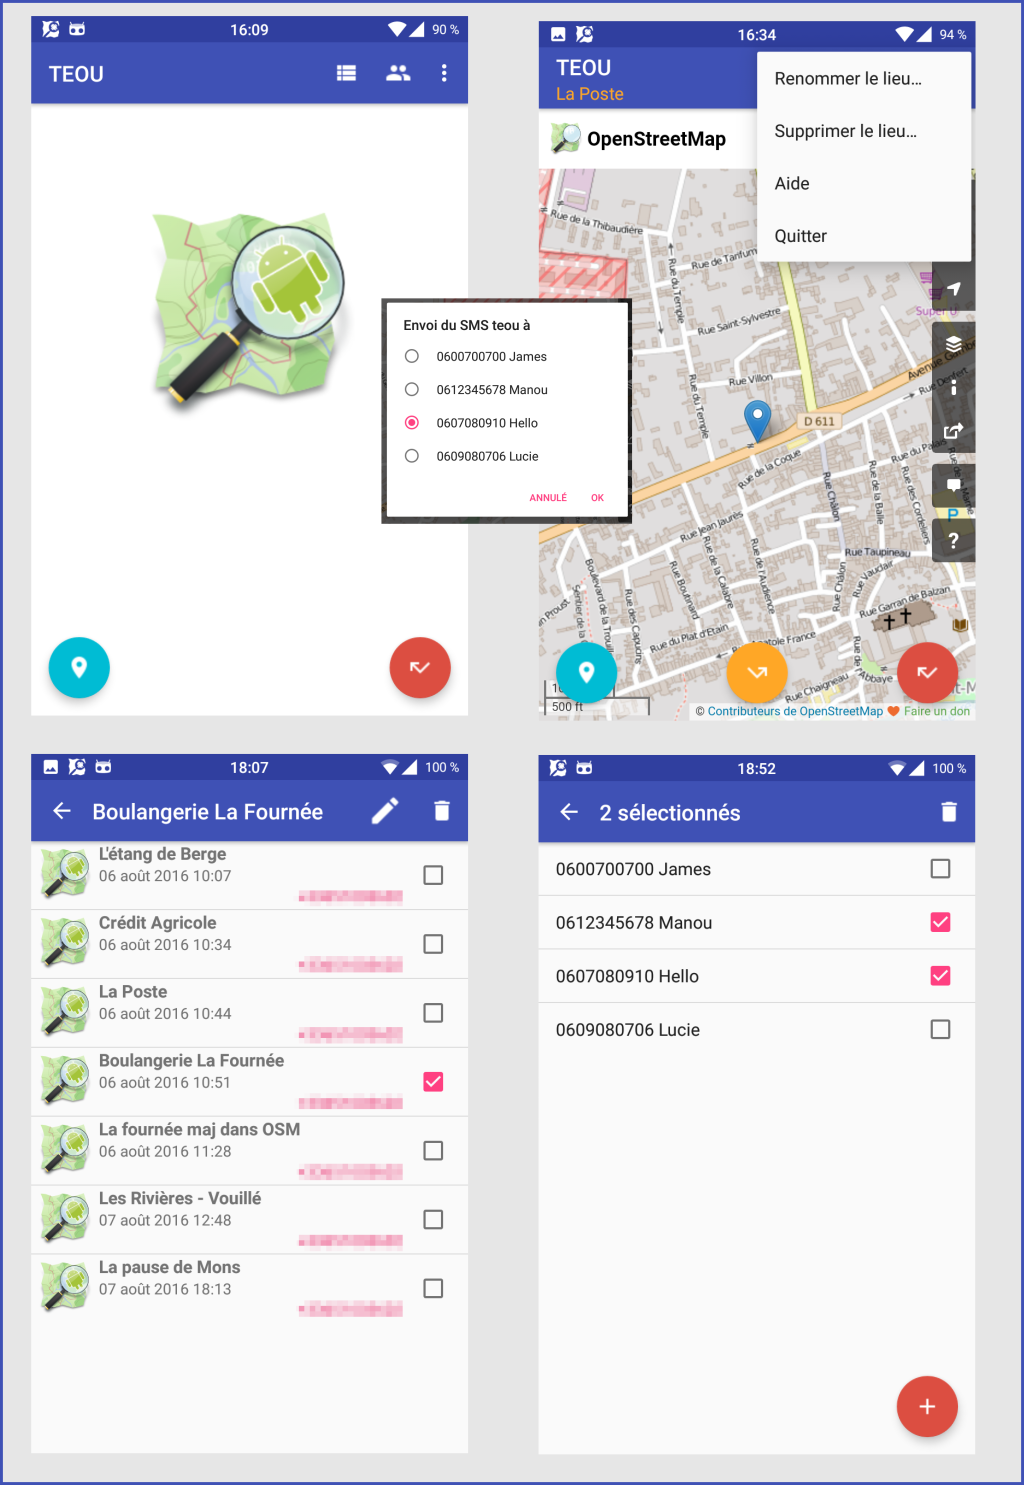 16:09
90 %
TEOU
Envoi du SMS teou à
0600700700 James
0612345678 Manou
0607080910 Hello
0609080706 Lucie
ANNULÉ OK
16:34
94 %
TEOU
La Poste
Renommer le lieu...
Supprimer le lieu...
Aide
Quitter
OpenStreetMap
Rue de la Thibaudière
Rue de Tanfum
Rue du Temple
Rue Saint-Sylvestre
Super U
Avenue
Rue Villon
Rue Denfert
Rue du Temple
D 611
Rue de la Coque
Rue du Palais
Rue Jean Jaurès
Rue Châlon
Rue de la Balle
Rue des Cordeliers
P
?
Rue Taupineau
Boulevard de la Trouil
Rue de la Calabre
Rue de l'Audience
Rue Châlon
Rue Vaudair
Rue Boutinard
Rue Garran de Balzan
Proust
Sentier de la
Rue des Capucins
Rue du Plat d'Étain
Anatole France
Rue de l'Abbaye
Rue Chaigneau
500 ft
© Contributeurs de OpenStreetMap Faire un don
18:07
100 %
Boulangerie La Fournée
L'étang de Berge
06 août 2016 10:07
Crédit Agricole
06 août 2016 10:34
La Poste
06 août 2016 10:44
Boulangerie La Fournée
06 août 2016 10:51
La fournée maj dans OSM
06 août 2016 11:28
Les Rivières - Vouillé
07 août 2016 12:48
La pause de Mons
07 août 2016 18:13
18:52
100 %
2 sélectionnés
0600700700 James
0612345678 Manou
0607080910 Hello
0609080706 Lucie